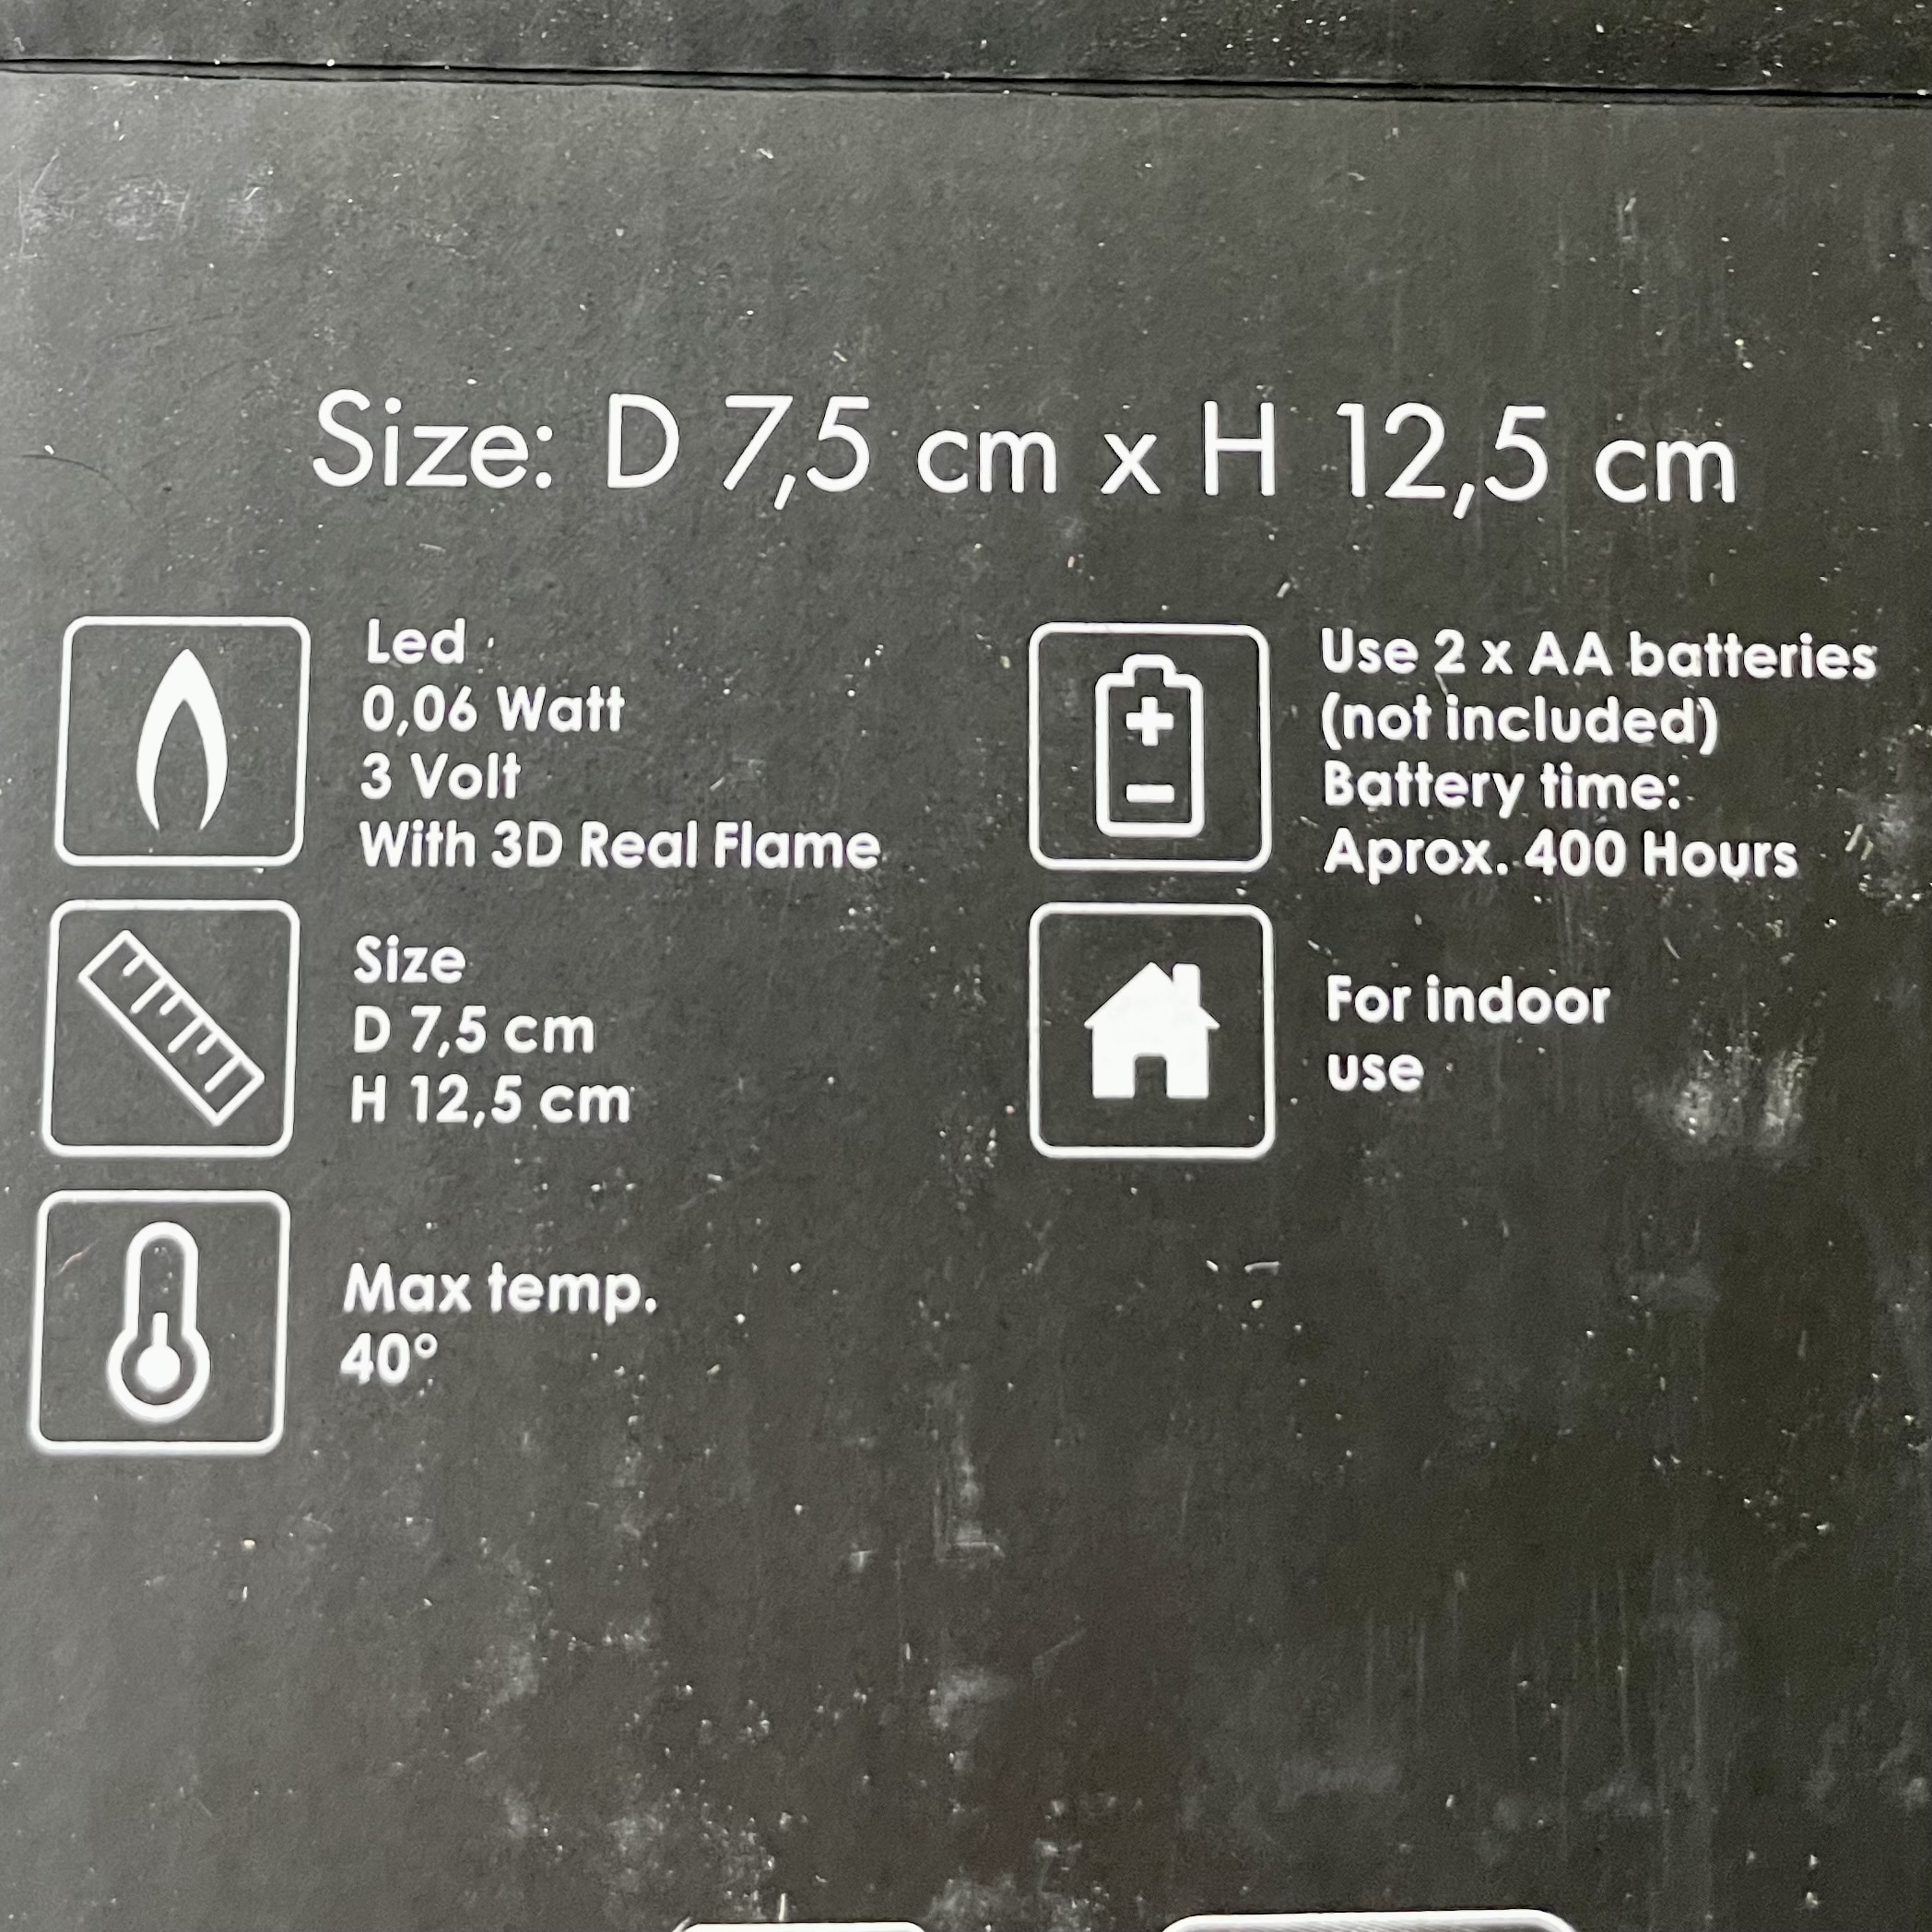 Size: D 7,5 cm x H 12,5 cm
Led
0,06 Watt
3 Volt
With 3D Real Flame
Use 2 x AA batteries
(not included)
Battery time:
Aprox. 400 Hours
Size
D 7,5 cm
H 12,5 cm
For indoor
use
Max temp.
40°